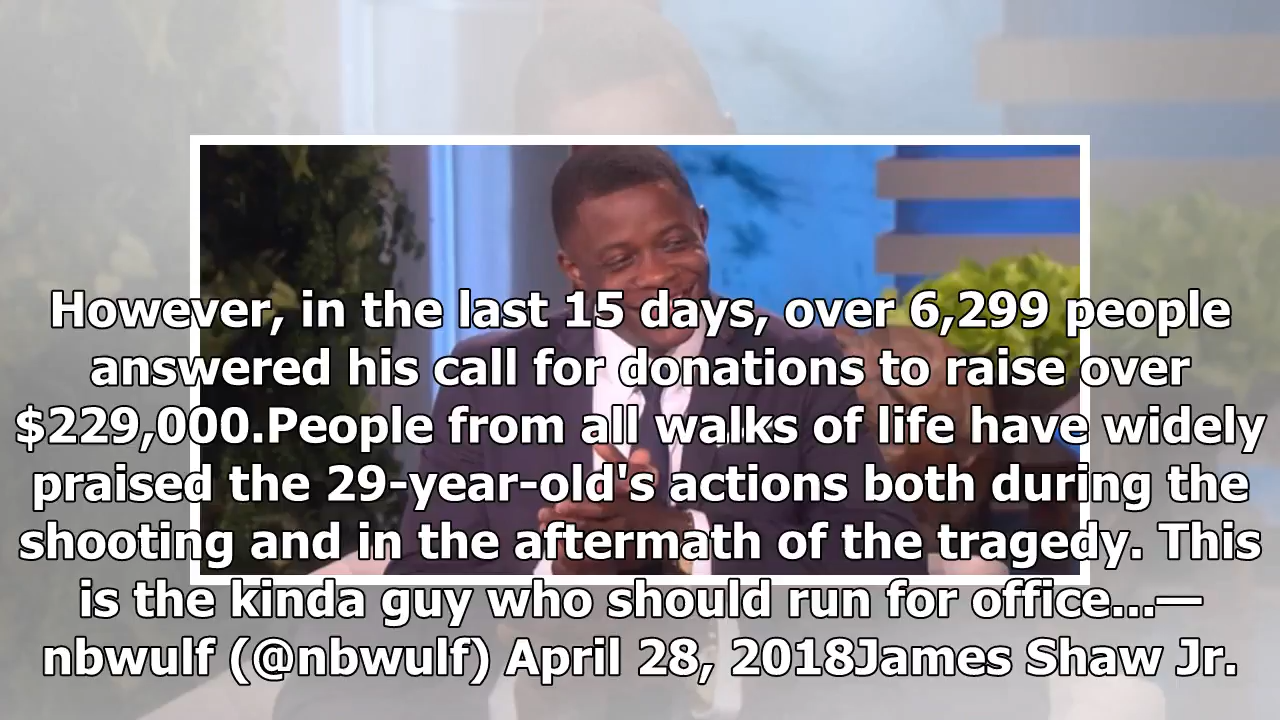 However, in the last 15 days, over 6,299 people
answered his call for donations to raise over
$229,000.People from all walks of life have widely
praised the 29-year-old's actions both during the
shooting and in the aftermath of the tragedy. This
is the kinda guy who should run for office...—
nbwulf (@nbwulf) April 28, 2018James Shaw Jr.